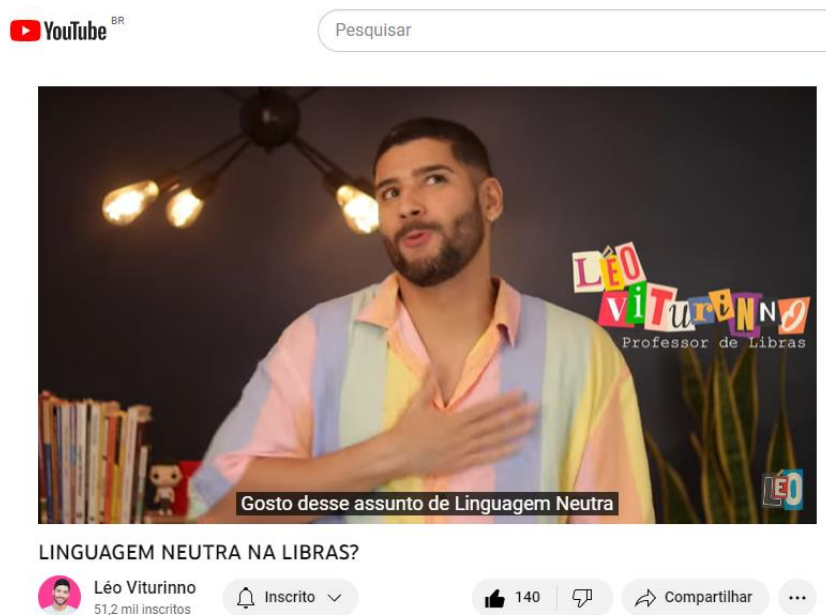 YouTube BR
Pesquisar
LÉO
ViTurINNO
Professor de Libras
Gosto desse assunto de Linguagem Neutra
LÉO
LINGUAGEM NEUTRA NA LIBRAS?
Léo Viturinno
51,2 mil inscritos
Inscrito
140
Compartilhar